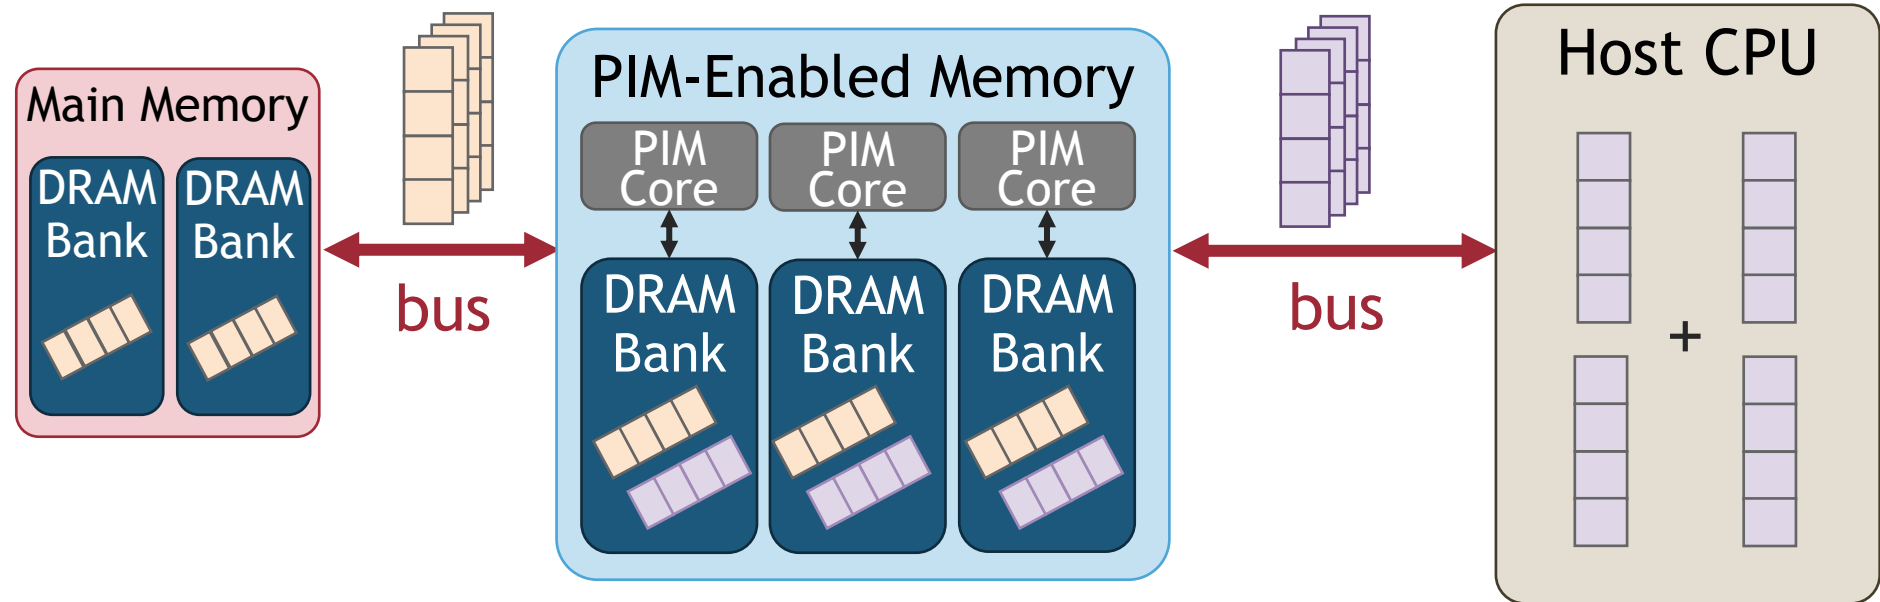 Main Memory
DRAM
Bank
DRAM
Bank
bus
PIM-Enabled Memory
PIM
Core
PIM
Core
PIM
Core
DRAM
Bank
DRAM
Bank
DRAM
Bank
bus
Host CPU
+